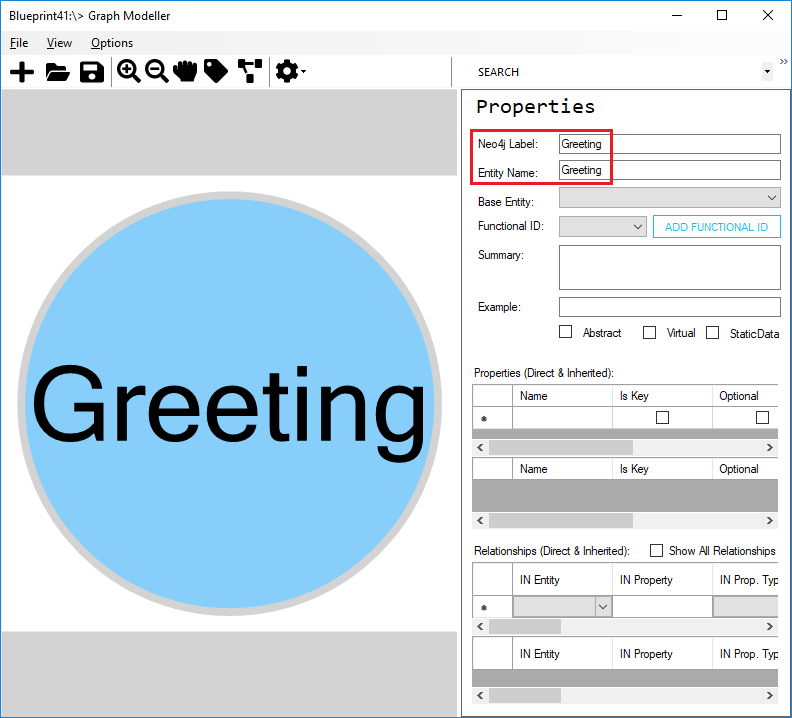 Blueprint41:\> Graph Modeller
File View Options
SEARCH
Properties
Neo4j Label: Greeting
Entity Name: Greeting
Base Entity:
Functional ID: ADD FUNCTIONAL ID
Summary:
Example:
Abstract Virtual StaticData
Greeting
Properties (Direct & Inherited):
Name Is Key Optional
Name Is Key Optional
Relationships (Direct & Inherited): Show All Relationships
IN Entity IN Property IN Prop. Typ
IN Entity IN Property IN Prop. Typ